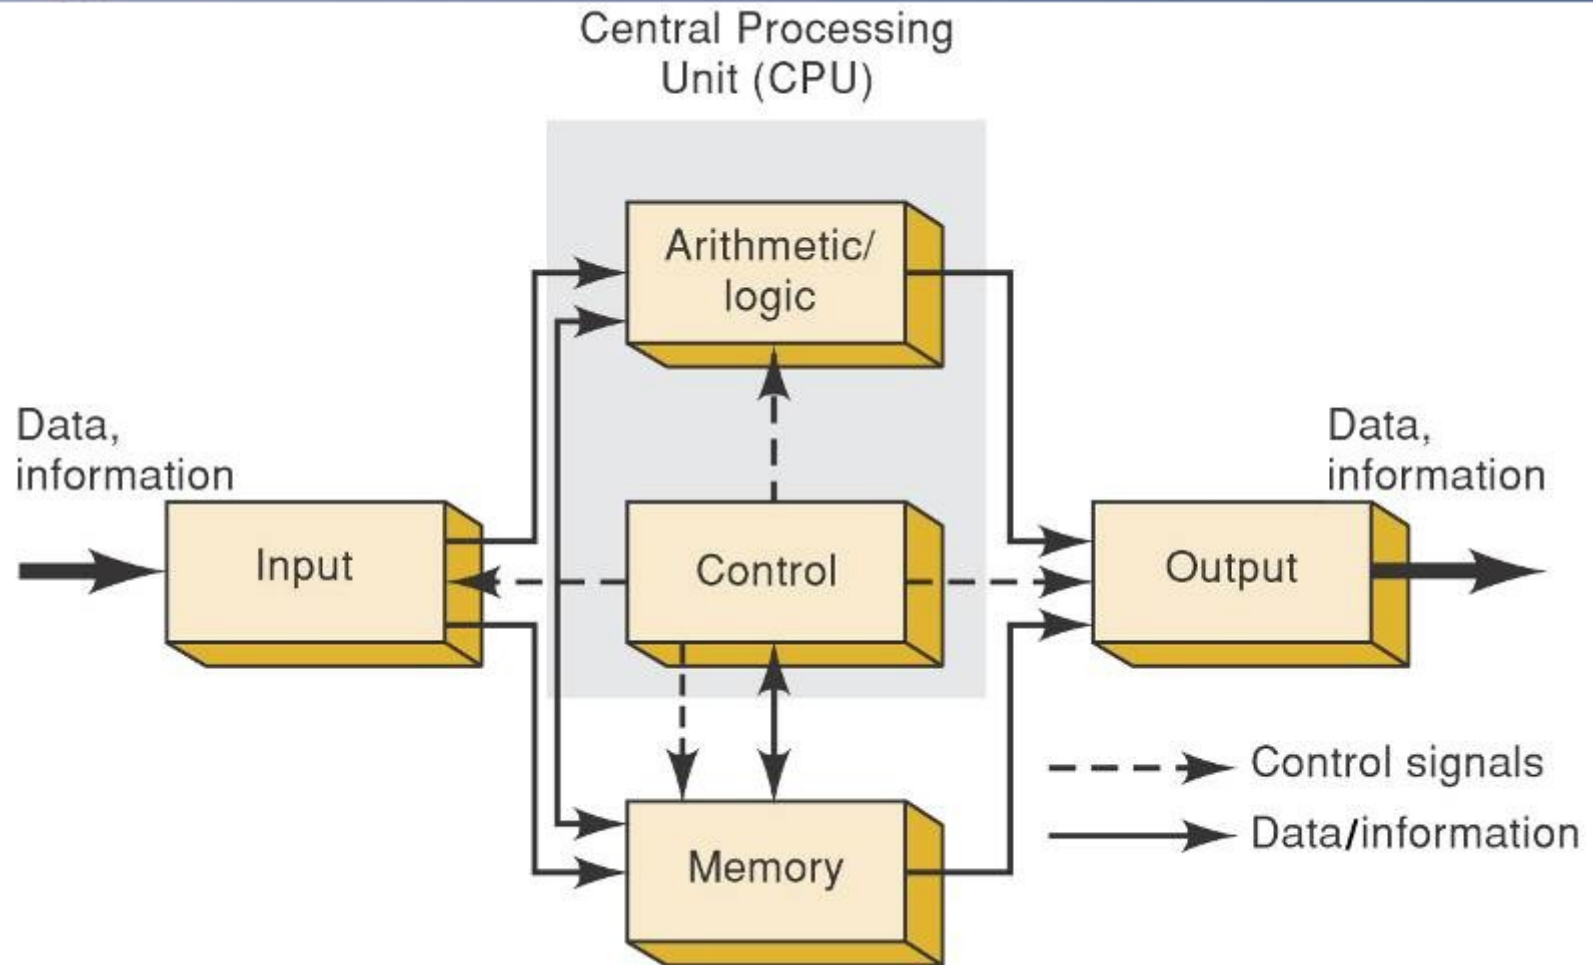 Central Processing
Unit (CPU)
Arithmetic/
logic
Data,
information
Data,
information
Input
Control
Output
Control signals
Data/information
Memory